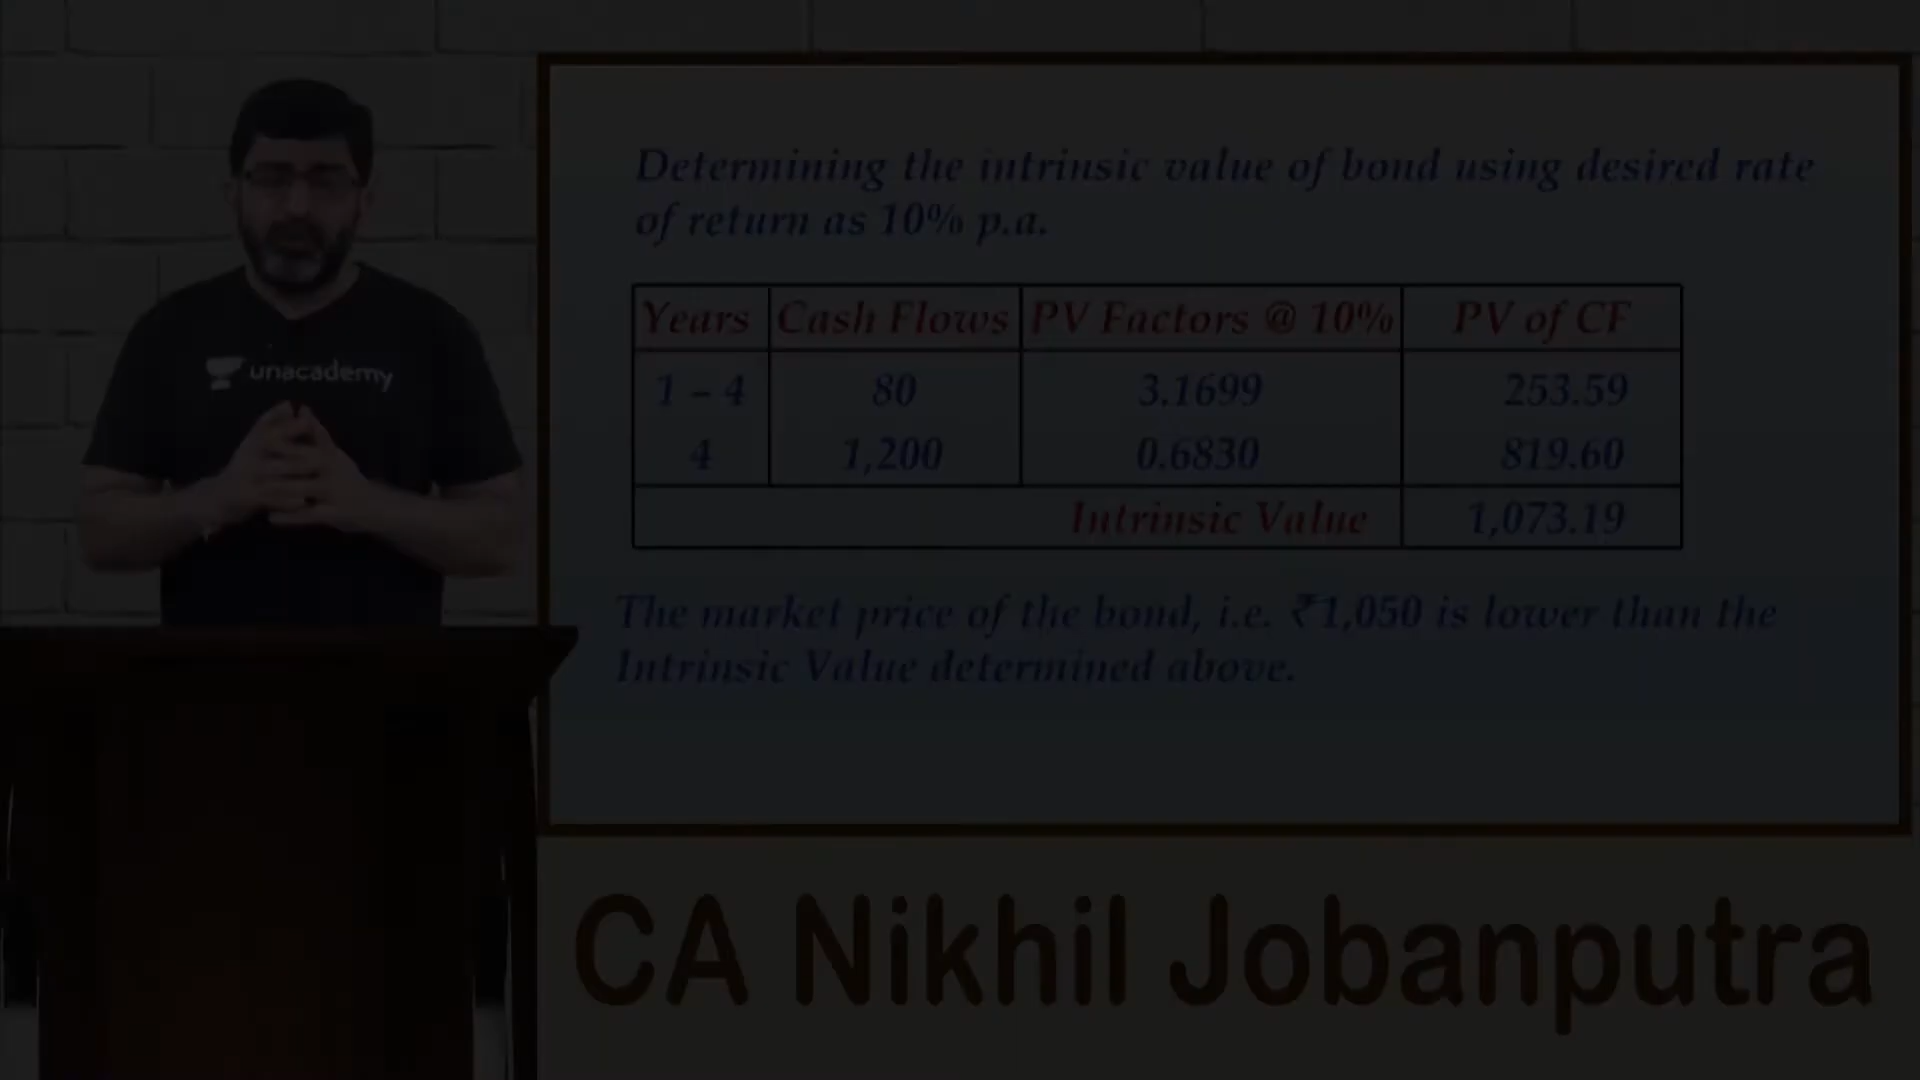 Determining the intrinsic value of bond using desired rate
of return as 10% p.a.
Years Cash Flows PV Factors @ 10% PV of CF
1 – 4 80 3.1699 253.59
4 1,200 0.6830 819.60
Intrinsic Value 1,073.19
The market price of the bond, i.e. ₹1,050 is lower than the
Intrinsic Value determined above.
unacademy
CA Nikhil Jobanputra